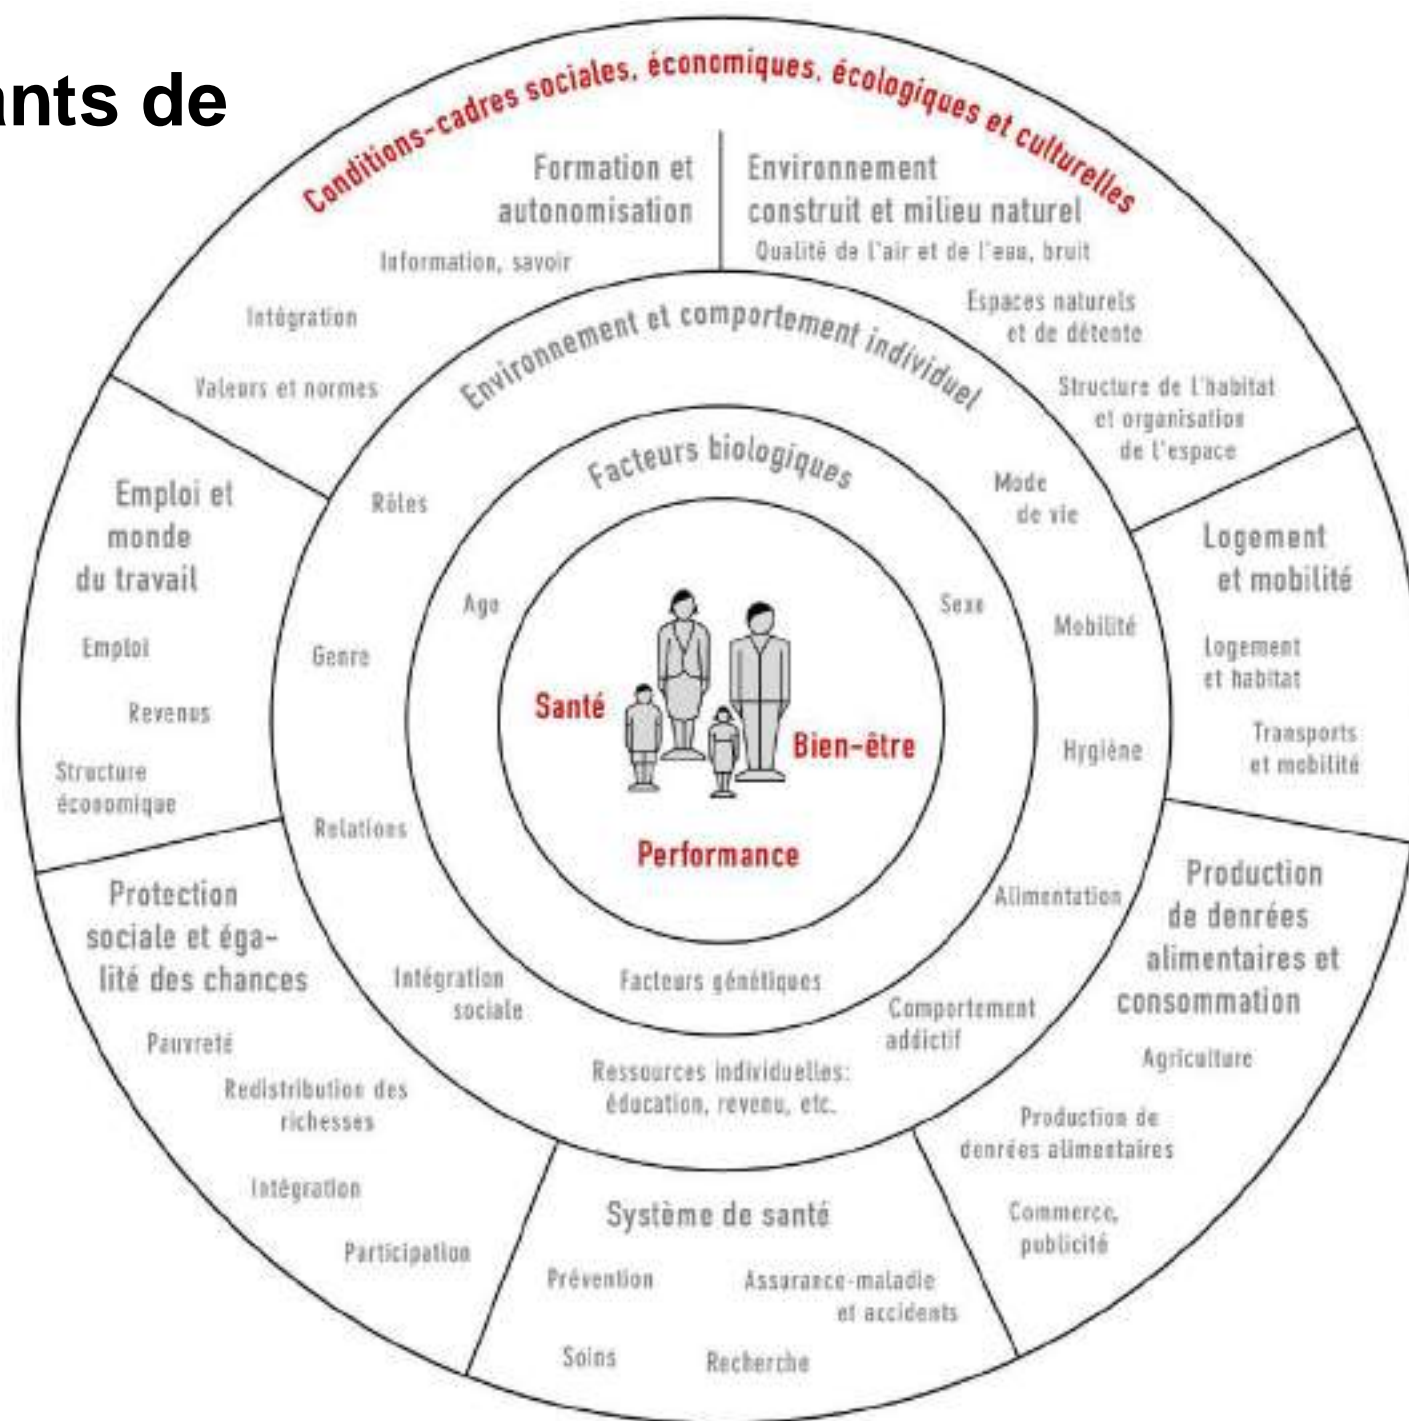 ants de
Conditions-cadres sociales, économiques, écologiques et culturelles
Formation et
autonomisation
Information, savoir
Intégration
Valeurs et normes
Environnement
construit et milieu naturel
Qualité de l'air et de l'eau, bruit
Espaces naturels
et de détente
Structure de l'habitat
et organisation
de l'espace
Emploi et
monde
du travail
Emploi
Revenus
Structure
économique
Logement
et mobilité
Logement
et habitat
Transports
et mobilité
Protection
sociale et éga-
lité des chances
Pauvreté
Redistribution des
richesses
Intégration
Participation
Production
de denrées
alimentaires et
consommation
Agriculture
Production de
denrées alimentaires
Commerce,
publicité
Système de santé
Prévention
Assurance-maladie
et accidents
Soins
Recherche
Environnement et comportement individuel
Rôles
Genre
Relations
Intégration
sociale
Ressources individuelles:
éducation, revenu, etc.
Mode
de vie
Mobilité
Hygiène
Alimentation
Comportement
addictif
Facteurs biologiques
Age
Sexe
Facteurs génétiques
Santé
Bien-être
Performance